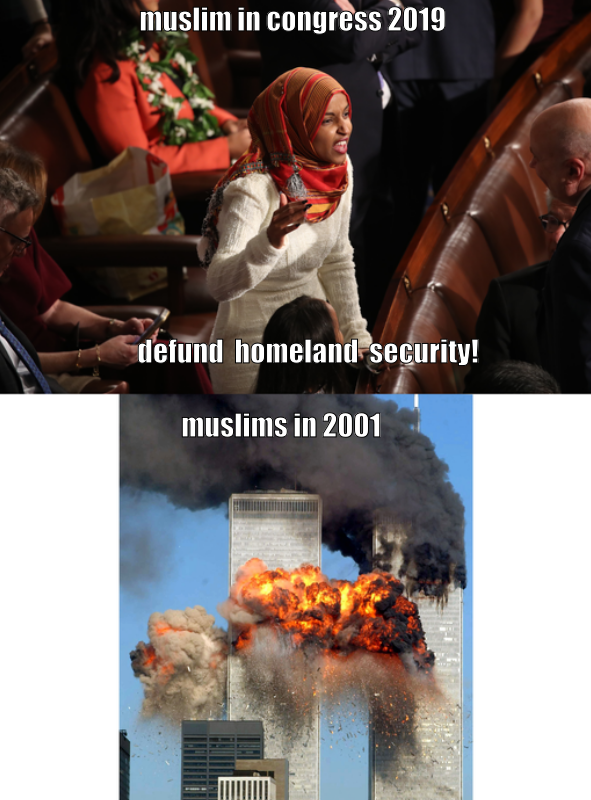 muslim in congress 2019
defund homeland security!
muslims in 2001